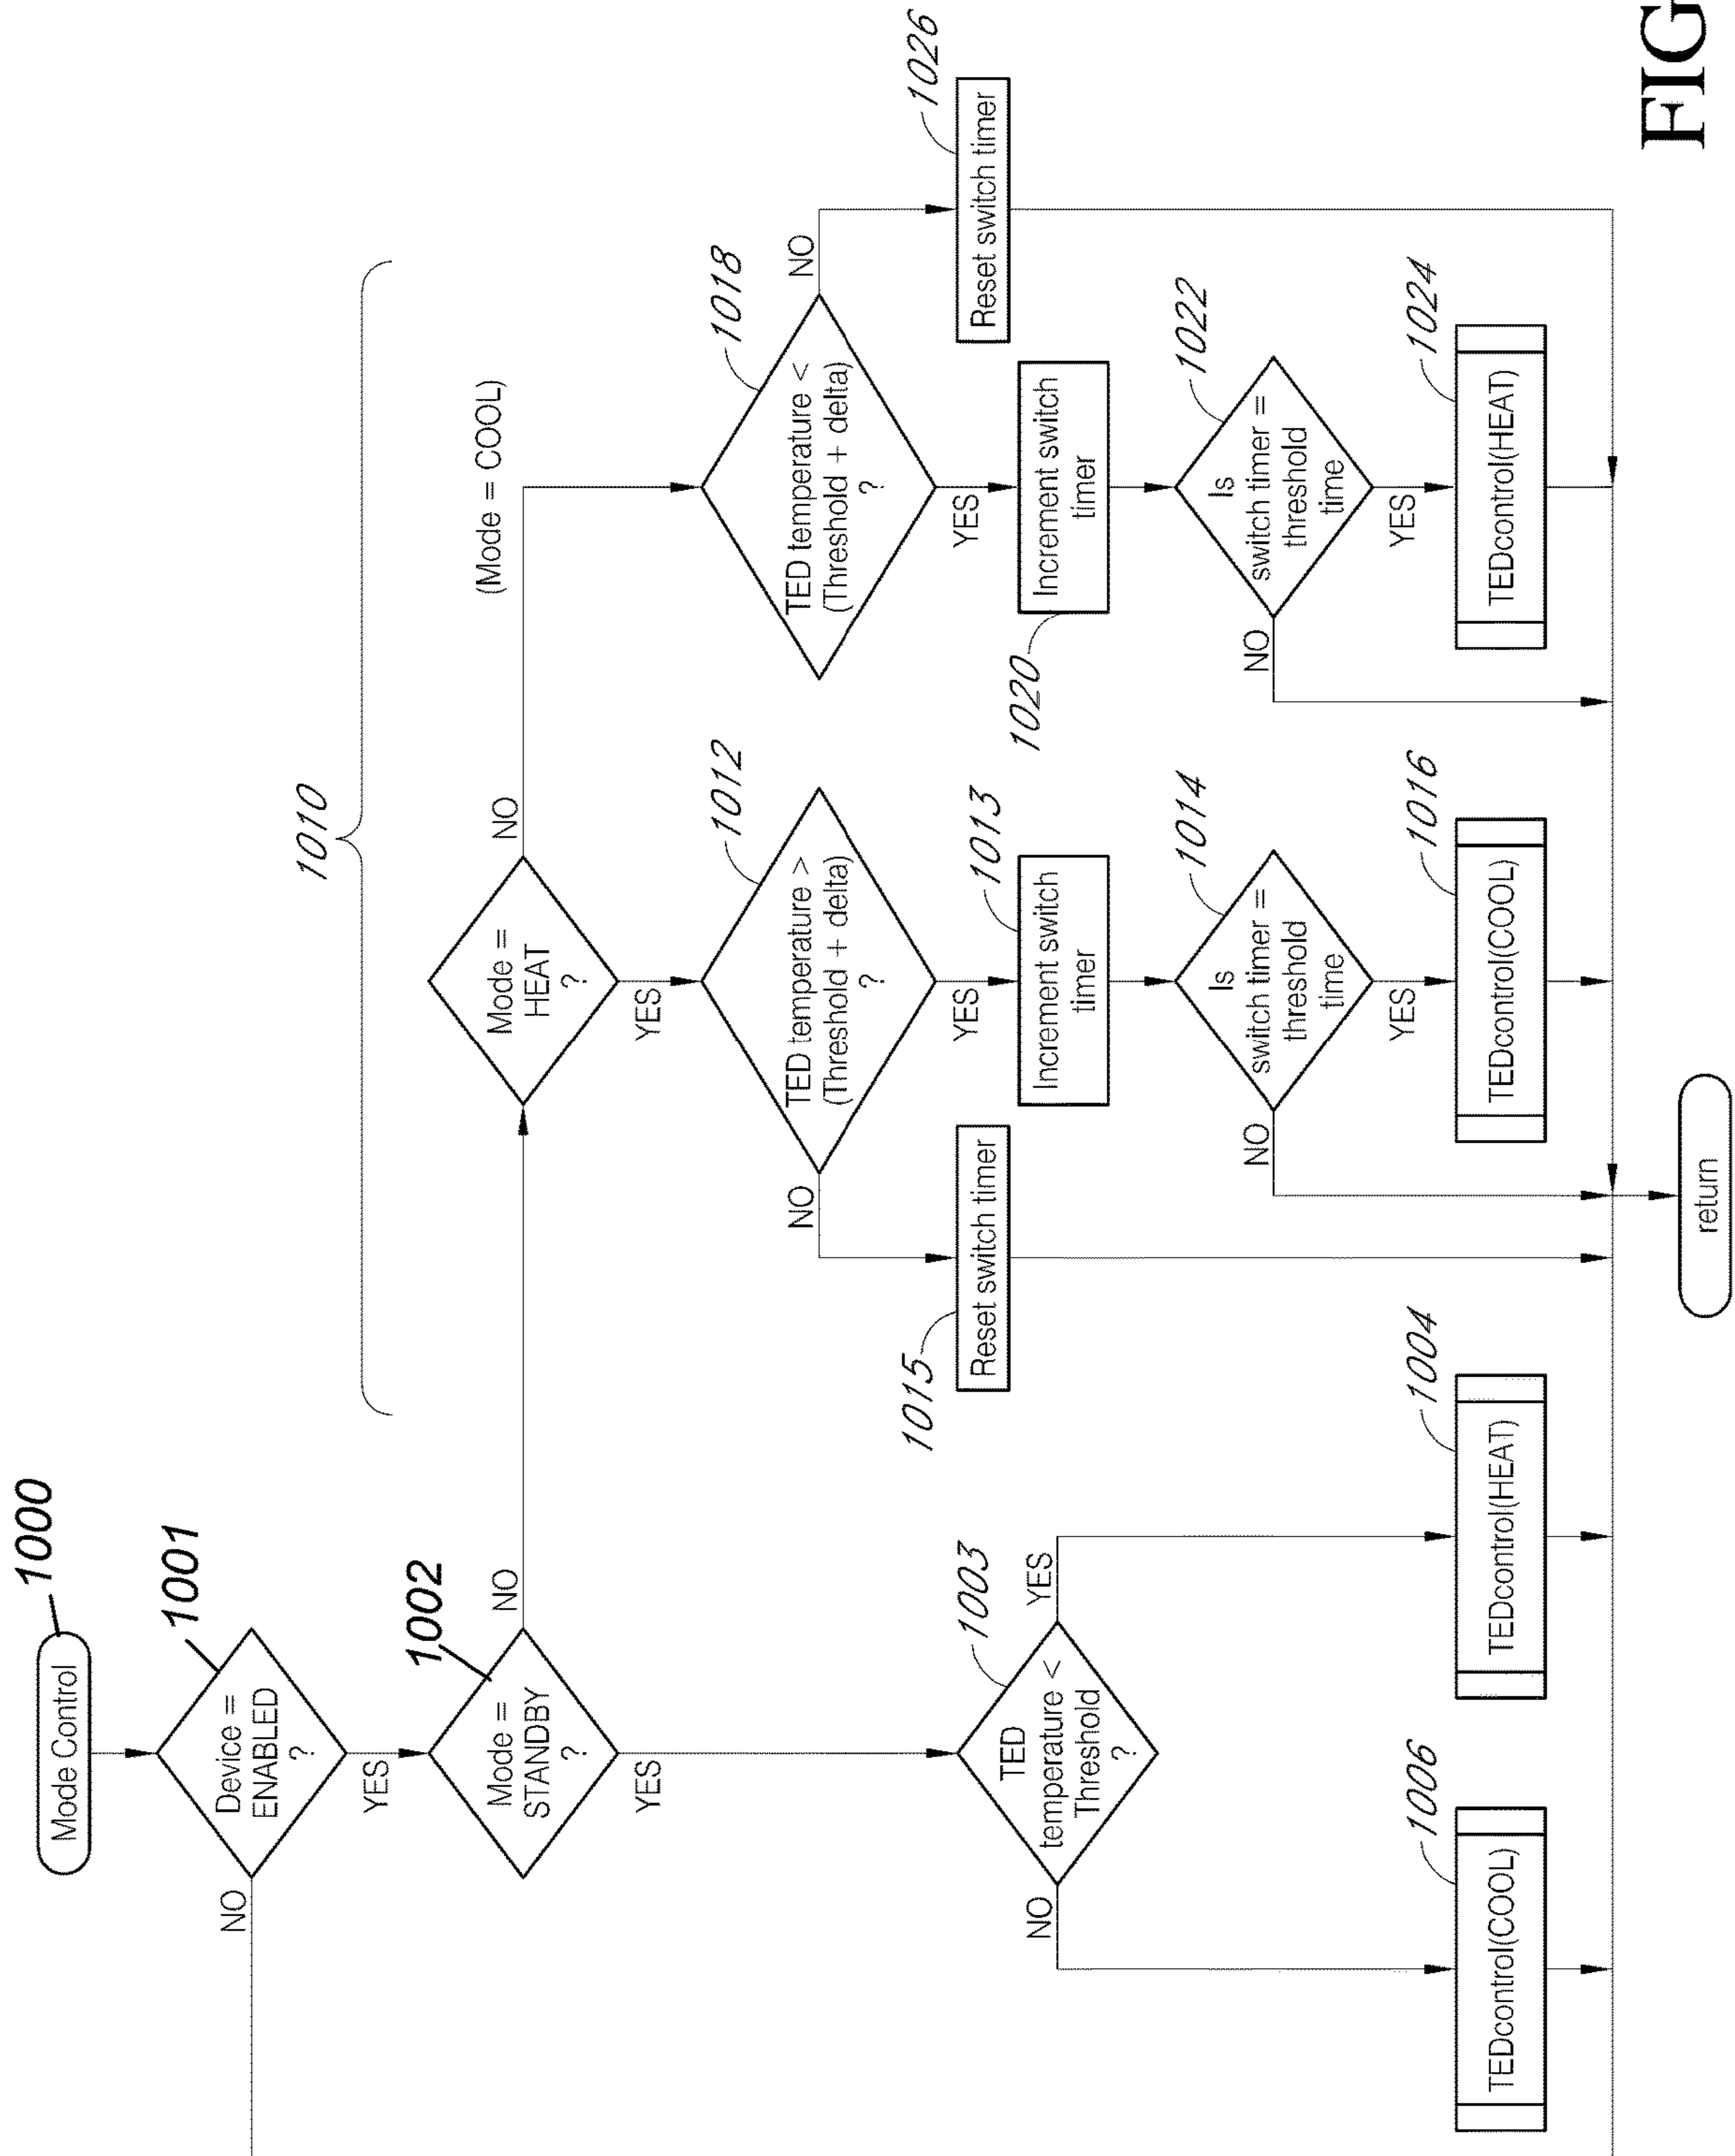 Mode Control
1000
Device =
ENABLED
?
1001
NO
YES
Mode =
STANDBY
?
1002
NO
YES
1010
Mode =
HEAT
?
NO
(Mode = COOL)
YES
TED temperature >
(Threshold + delta)
?
1012
NO
YES
TED temperature <
(Threshold + delta)
?
1018
NO
YES
1015
Reset switch timer
Reset switch timer
1026
TED
temperature <
Threshold
?
1003
NO
YES
Increment switch
timer
1013
1020
Increment switch
timer
Is
switch timer =
threshold
time
1014
NO
YES
Is
switch timer =
threshold
time
1022
NO
YES
TEDcontrol(COOL)
1006
TEDcontrol(HEAT)
1004
TEDcontrol(COOL)
1016
TEDcontrol(HEAT)
1024
return
FIG